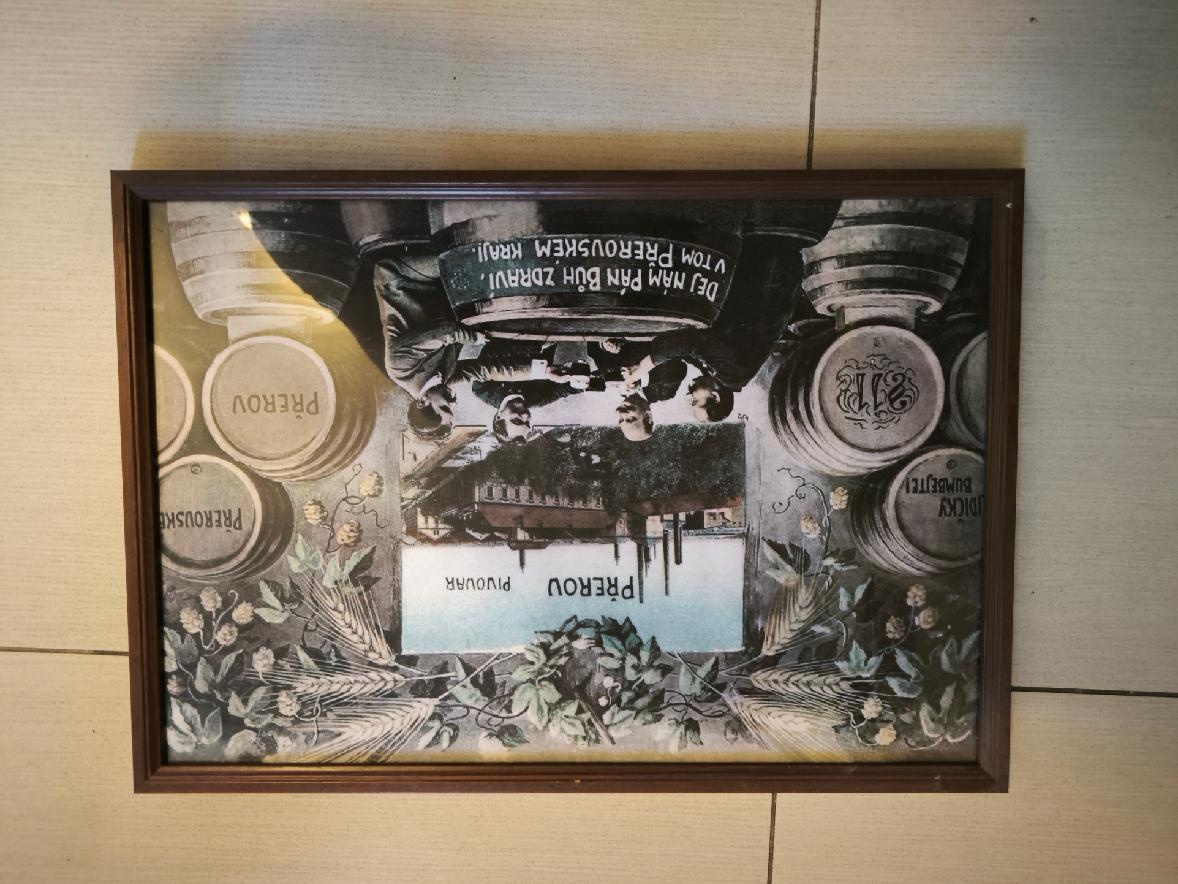 PŘEROV PIVOVAR
BUMBEJTE!
PŘEROVSKÉ
PŘEROV
DEJ NÁM PÁN BŮH ZDRAVÍ,
V TOM PŘEROVSKÉM KRAJI.